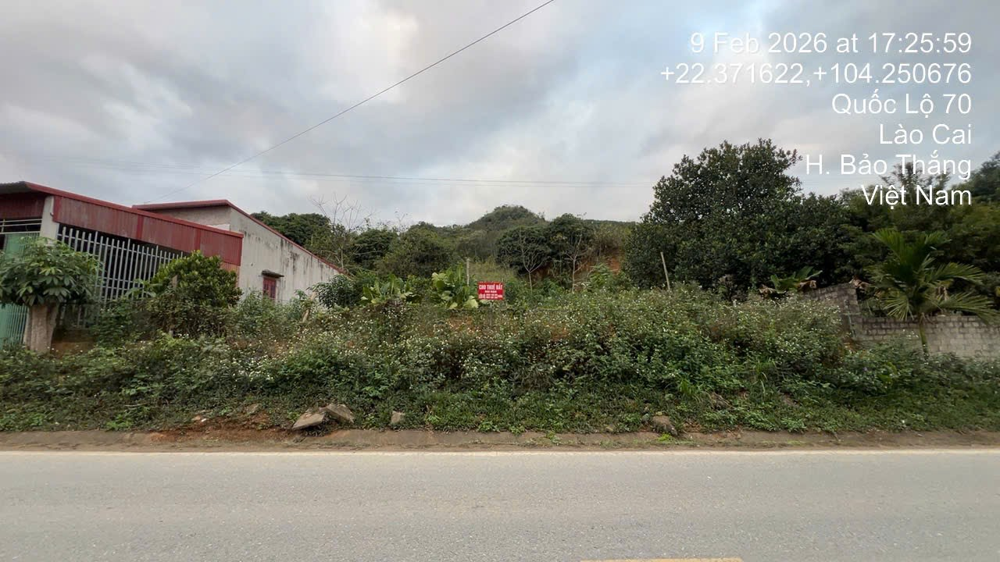 9 Feb 2026 at 17:25:59
+22.371622,+104.250676
Quốc Lộ 70
Lào Cai
H. Bảo Thắng
Việt Nam
CHO THUÊ ĐẤT